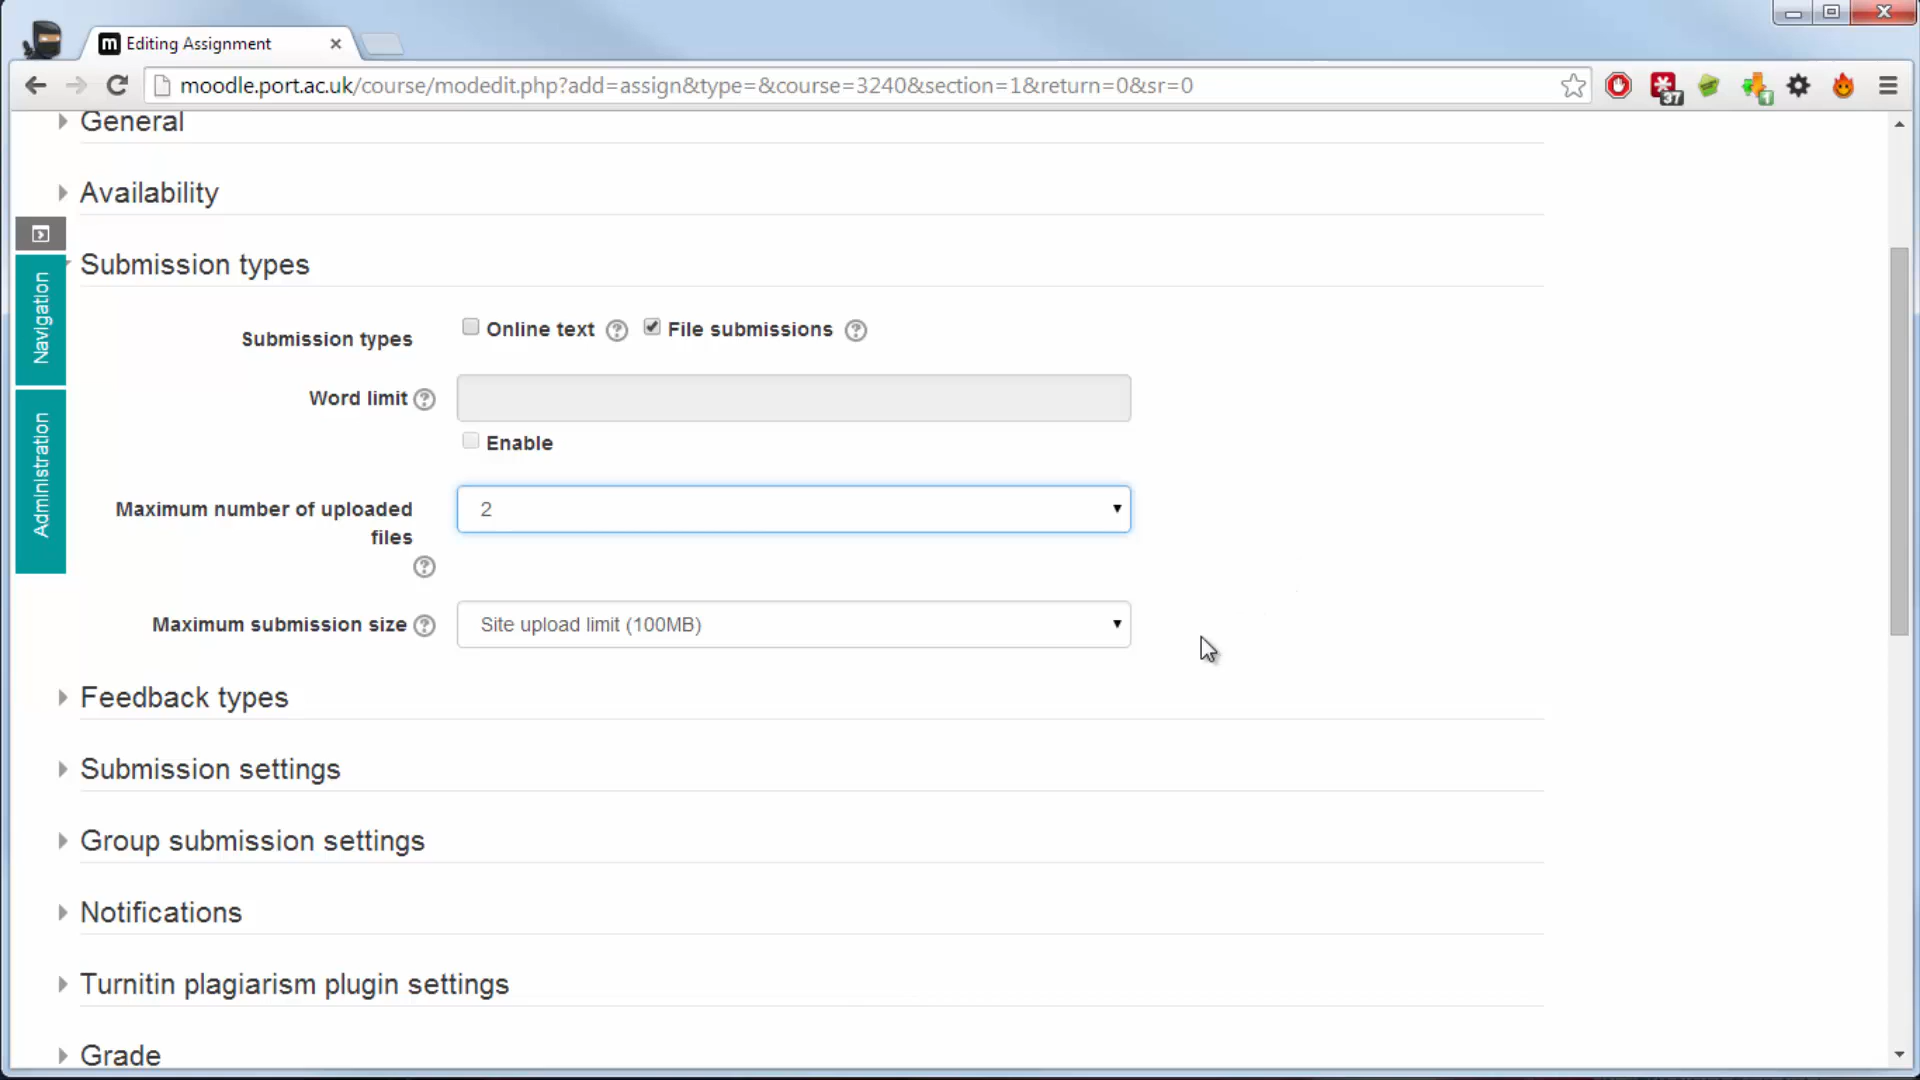 Editing Assignment
moodle.port.ac.uk/course/modedit.php?add=assign&type=&course=3240&section=1&return=0&sr=0
37
1
General
Availability
Navigation
Administration
Submission types
Submission types
Online text
File submissions
Word limit
Enable
Maximum number of uploaded
files
2
Maximum submission size
Site upload limit (100MB)
Feedback types
Submission settings
Group submission settings
Notifications
Turnitin plagiarism plugin settings
Grade